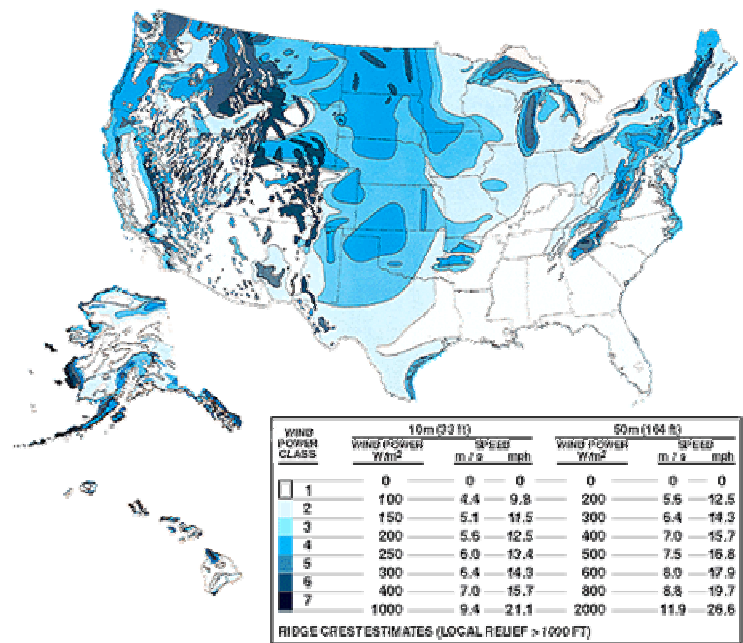 WIND POWER CLASS 10m (33 ft) 50m (164 ft)
WIND POWER W/m² SPEED m / s mph WIND POWER W/m² SPEED m / s mph
0 0 0 0 0 0
1
100 4.4 9.8 200 5.6 12.5
2
150 5.1 11.5 300 6.4 14.3
3
200 5.6 12.5 400 7.0 15.7
4
250 6.0 13.4 500 7.5 16.8
5
300 6.4 14.3 600 8.0 17.9
6
400 7.0 15.7 800 8.8 19.7
7
1000 9.4 21.1 2000 11.9 26.6
RIDGE CREST ESTIMATES (LOCAL RELIEF > 1000 FT)